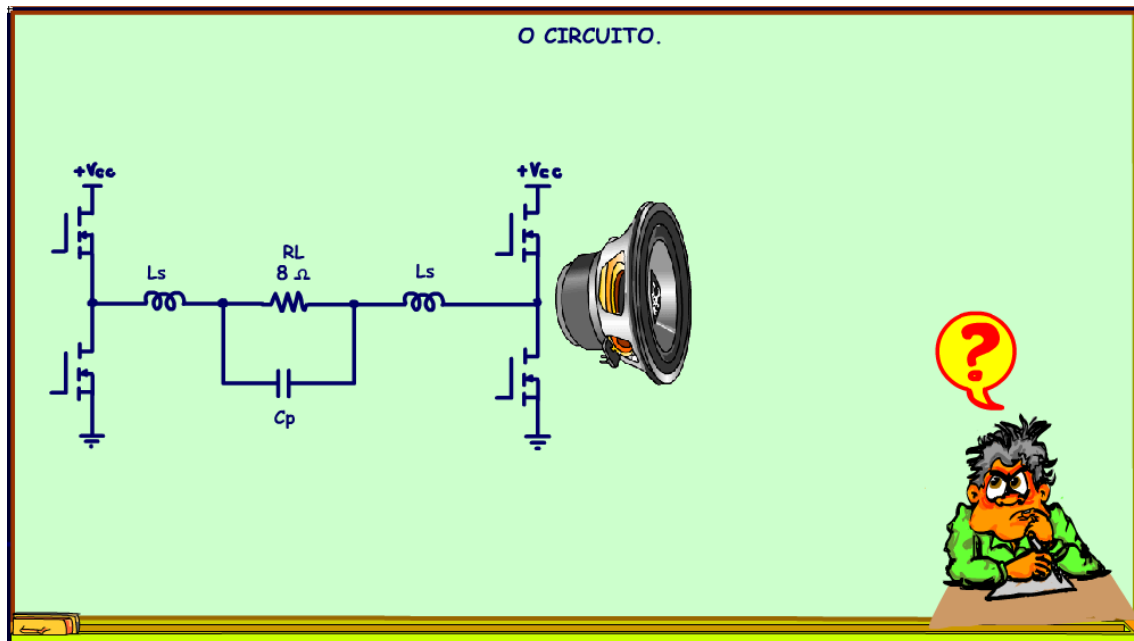 O CIRCUITO.
+Vcc
+Vcc
Ls
RL
8 Ω
Ls
Cp
?